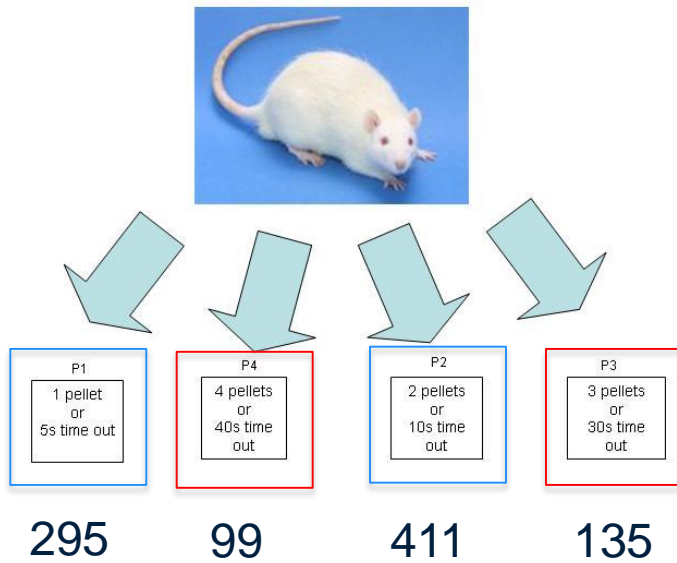 P1
1 pellet
or
5s time out
P4
4 pellets
or
40s time
out
P2
2 pellets
or
10s time
out
P3
3 pellets
or
30s time
out
295
99
411
135